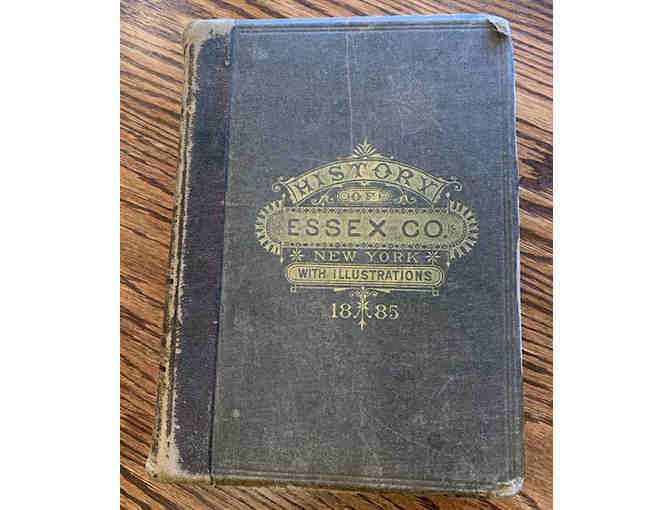 HISTORY
OF
ESSEX CO.
NEW YORK
WITH ILLUSTRATIONS
1885